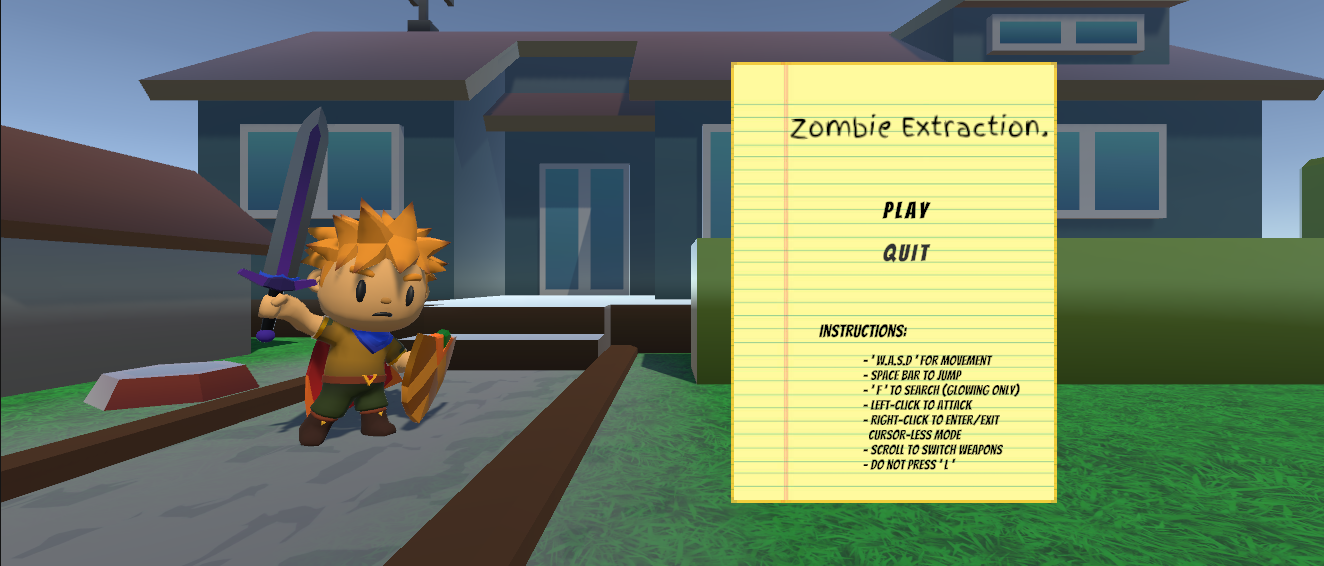 Zombie Extraction.
PLAY
QUIT
INSTRUCTIONS:
- ' W.A.S.D ' FOR MOVEMENT
- SPACE BAR TO JUMP
- ' F ' TO SEARCH (GLOWING ONLY)
- LEFT-CLICK TO ATTACK
- RIGHT-CLICK TO ENTER/EXIT
CURSOR-LESS MODE
- SCROLL TO SWITCH WEAPONS
- DO NOT PRESS ' L '